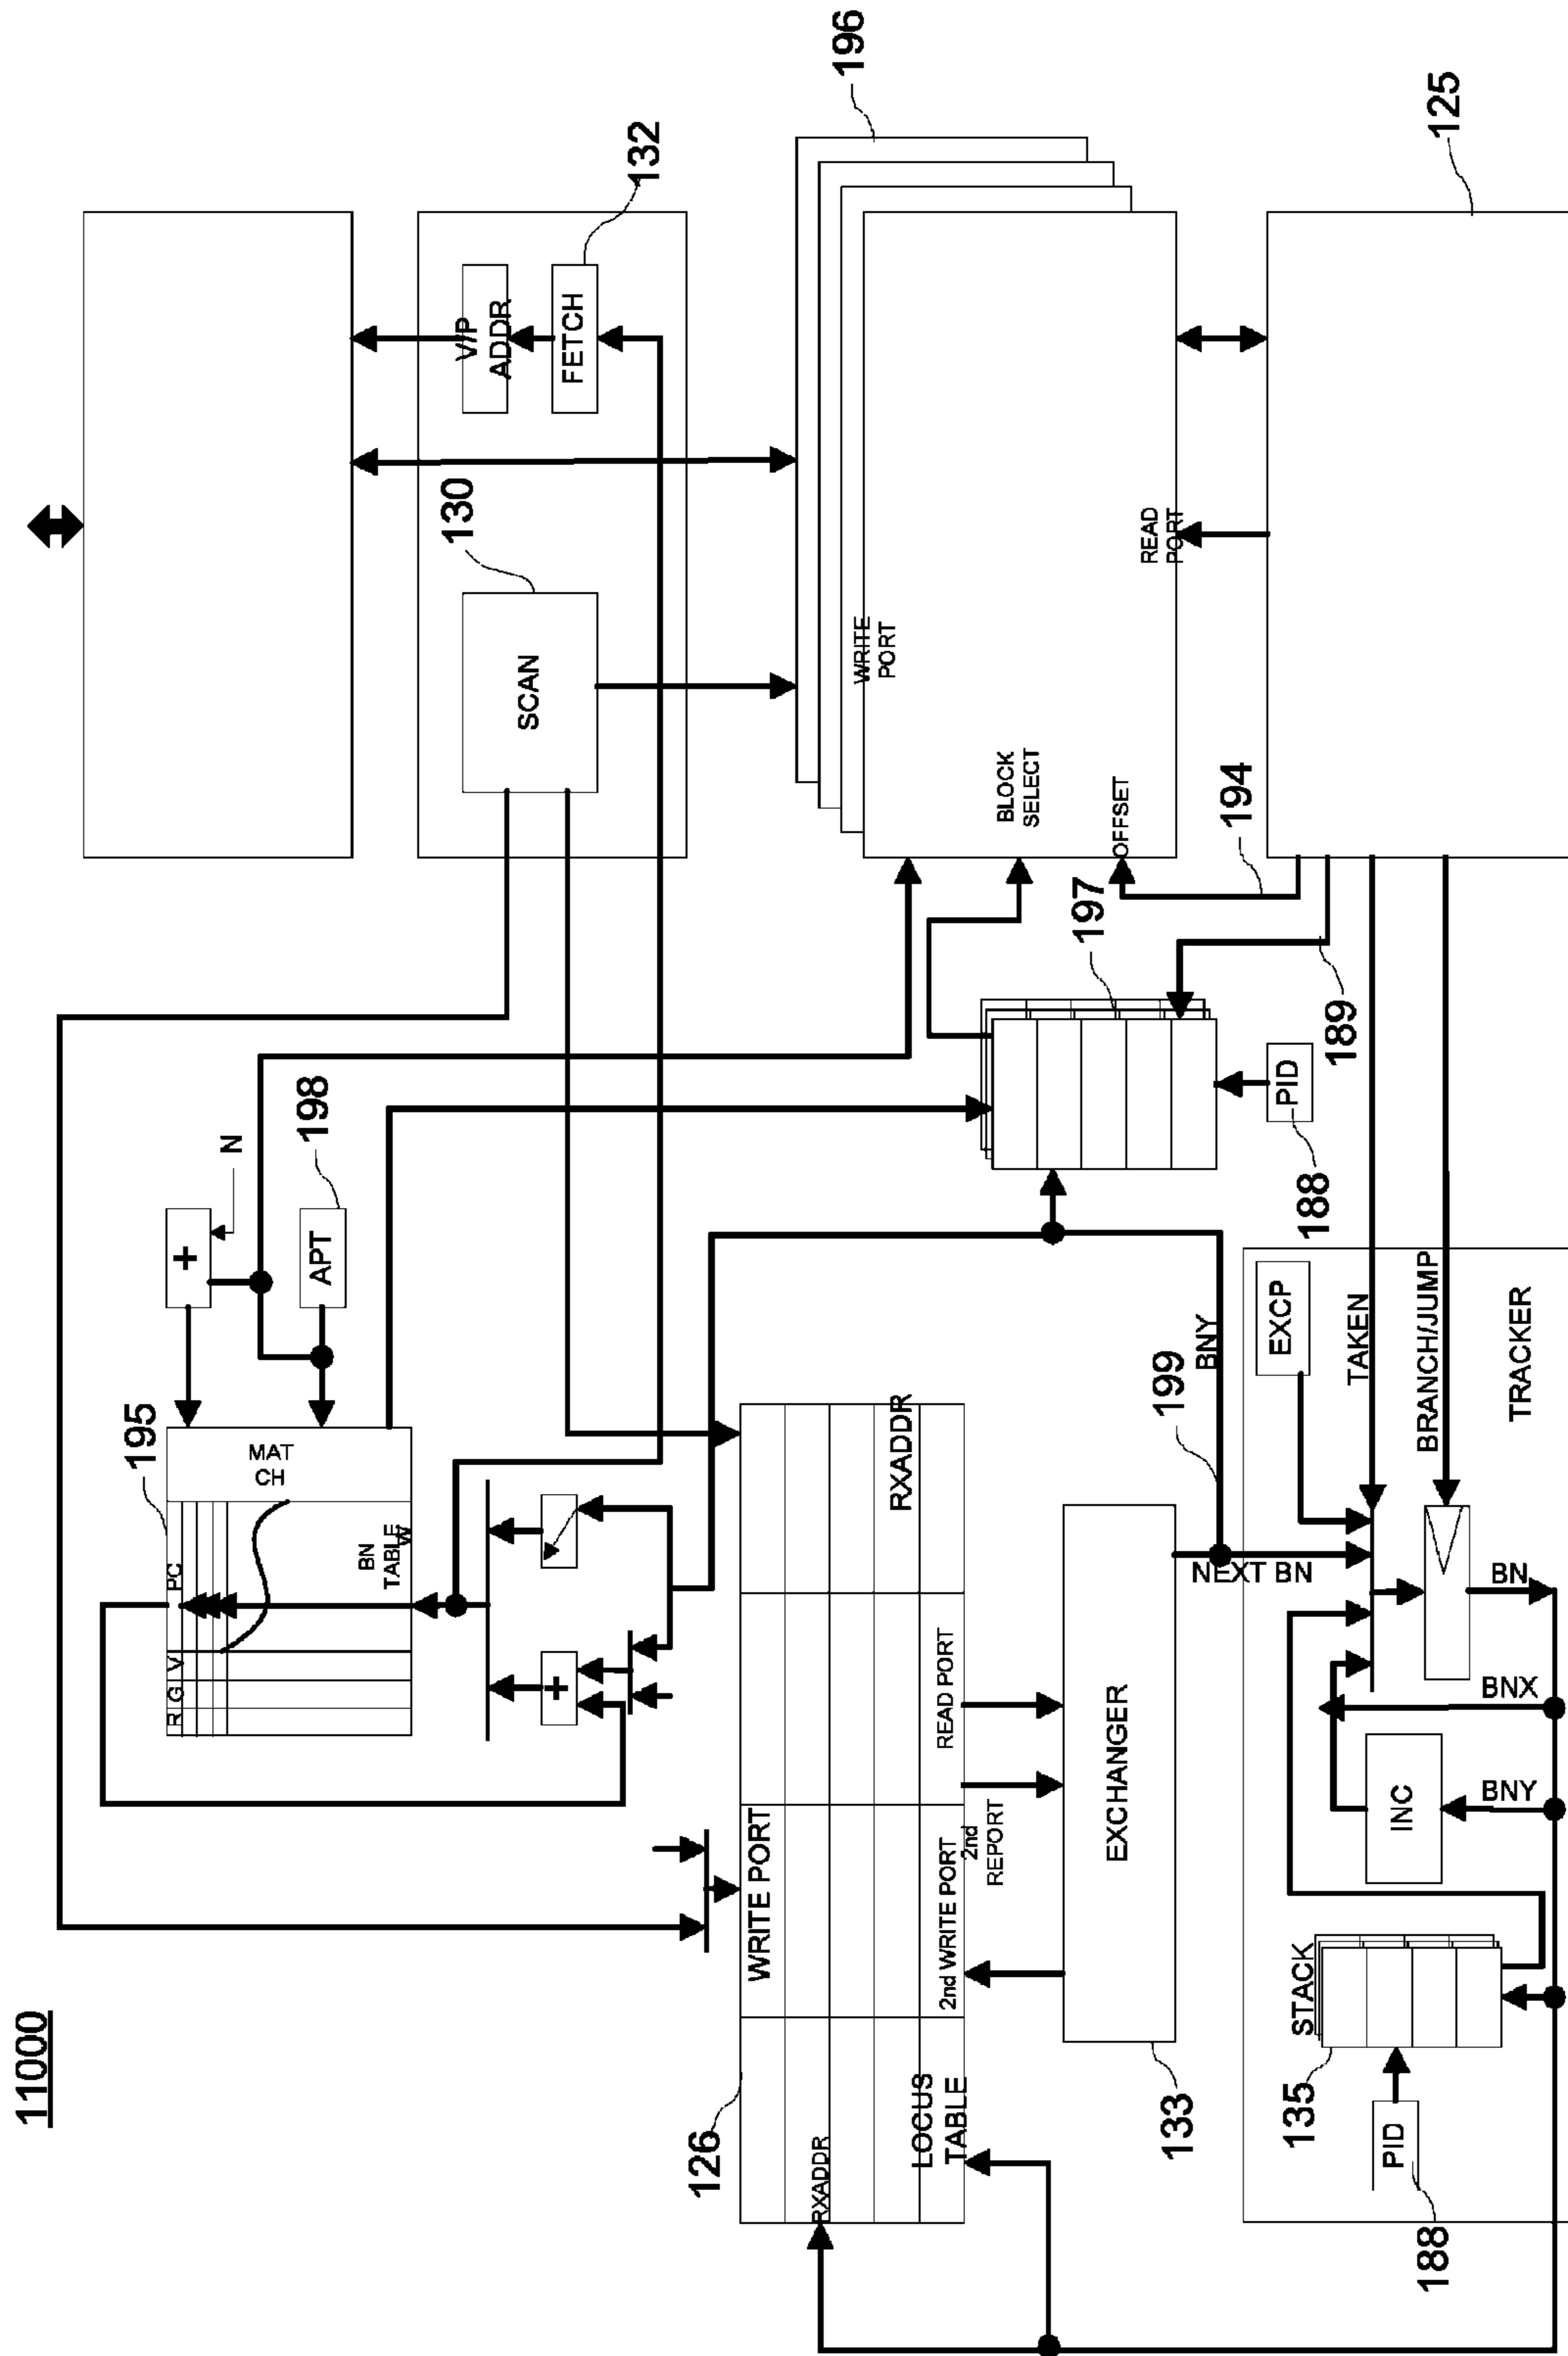 11000
196
132
V/P
ADDR
FETCH
130
SCAN
WRITE
PORT
READ
PORT
BLOCK
SELECT
OFFSET
125
194
197
189
PID
188
N
+
198
APT
195
MAT
CH
PC
BN
TABLE
W
R G V
+
RXADDR
199
BNY
NEXT BN
EXCP
TAKEN
BRANCH/JUMP
TRACKER
BN
BNX
BNY
INC
READ PORT
EXCHANGER
WRITE PORT
2nd WRITE PORT
2nd
REPORT
126
RXADDR
LOCUS
TABLE
133
STACK
135
PID
188